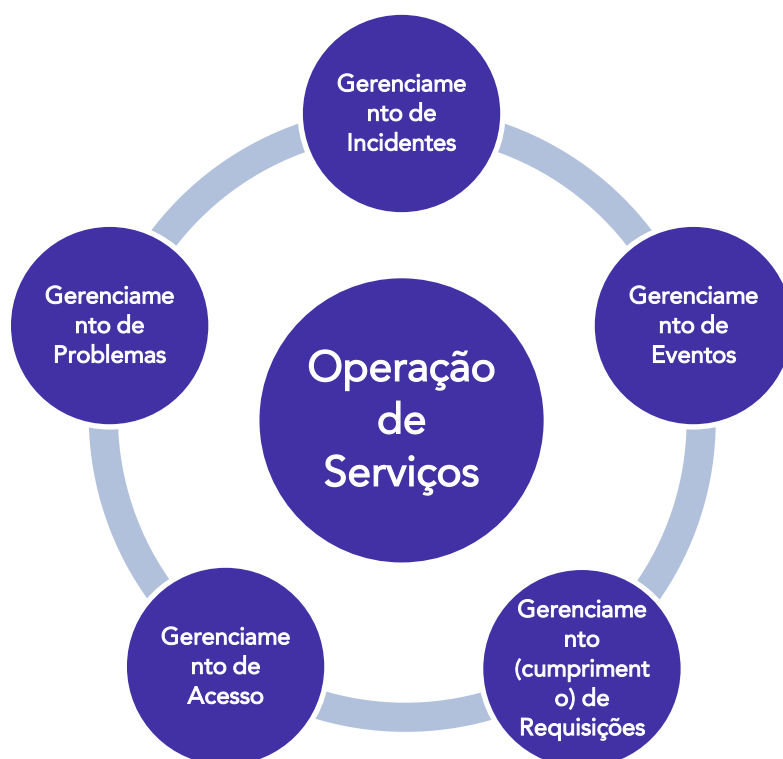 Gerenciame
nto de
Incidentes
Gerenciame
nto de
Problemas
Gerenciame
nto de
Eventos
Operação
de
Serviços
Gerenciame
nto de
Acesso
Gerenciame
nto
(cumpriment
o) de
Requisições